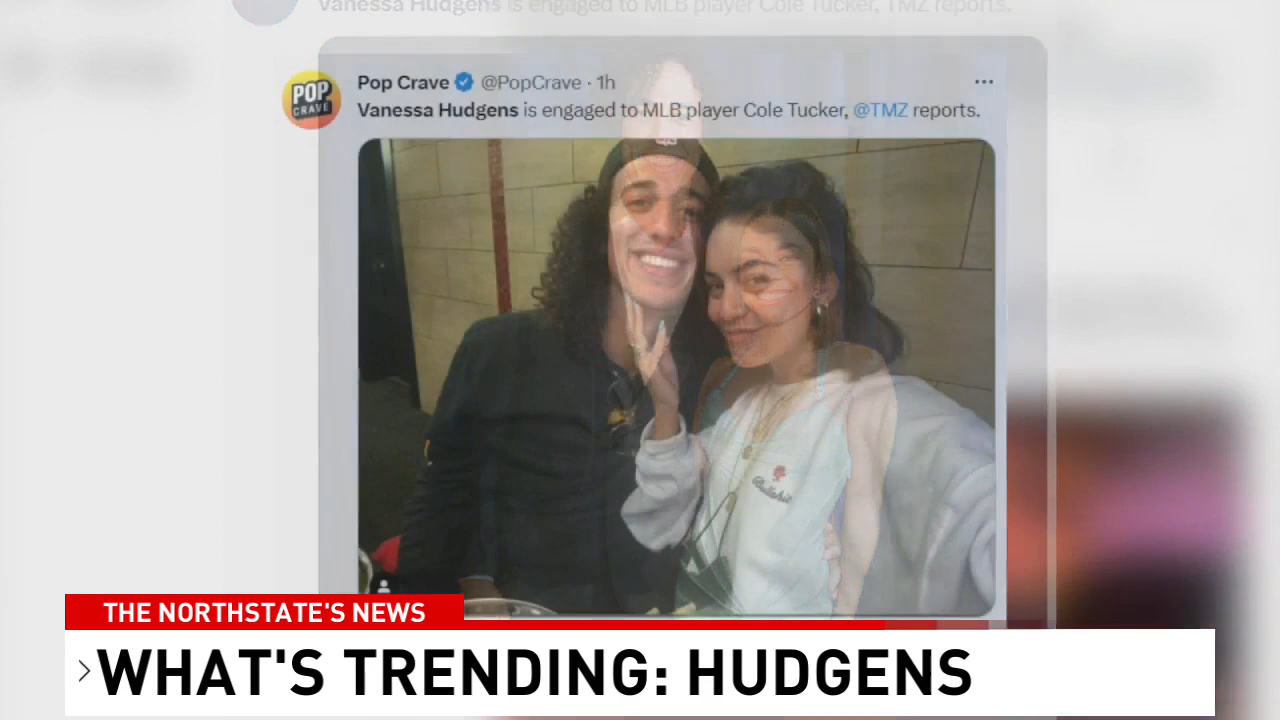 Vanessa Hudgens is engaged to MLB player Cole Tucker, TMZ reports.
POP
CRAVE
Pop Crave @PopCrave · 1h
Vanessa Hudgens is engaged to MLB player Cole Tucker, @TMZ reports.
THE NORTHSTATE'S NEWS
WHAT'S TRENDING: HUDGENS